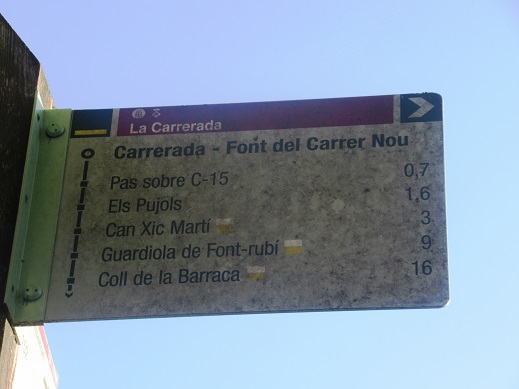 La Carrerada
Carrerada - Font del Carrer Nou
Pas sobre C-15 0,7
Els Pujols 1,6
Can Xic Martí 3
Guardiola de Font-rubí 9
Coll de la Barraca 16